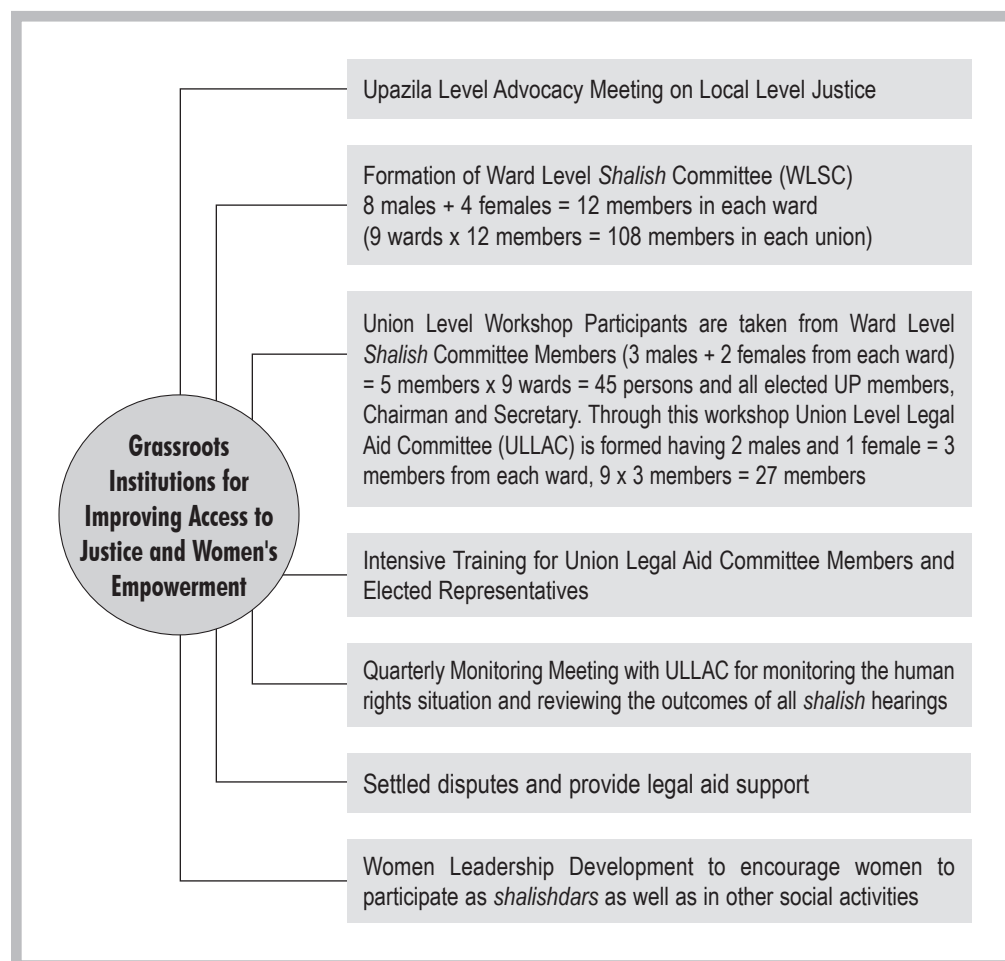 Upazila Level Advocacy Meeting on Local Level Justice
Formation of Ward Level Shalish Committee (WLSC)
8 males + 4 females = 12 members in each ward
(9 wards x 12 members = 108 members in each union)
Union Level Workshop Participants are taken from Ward Level
Shalish Committee Members (3 males + 2 females from each ward)
= 5 members x 9 wards = 45 persons and all elected UP members,
Chairman and Secretary. Through this workshop Union Level Legal
Aid Committee (ULLAC) is formed having 2 males and 1 female = 3
members from each ward, 9 x 3 members = 27 members
Grassroots
Institutions for
Improving Access to
Justice and Women's
Empowerment
Intensive Training for Union Legal Aid Committee Members and
Elected Representatives
Quarterly Monitoring Meeting with ULLAC for monitoring the human
rights situation and reviewing the outcomes of all shalish hearings
Settled disputes and provide legal aid support
Women Leadership Development to encourage women to
participate as shalishdars as well as in other social activities